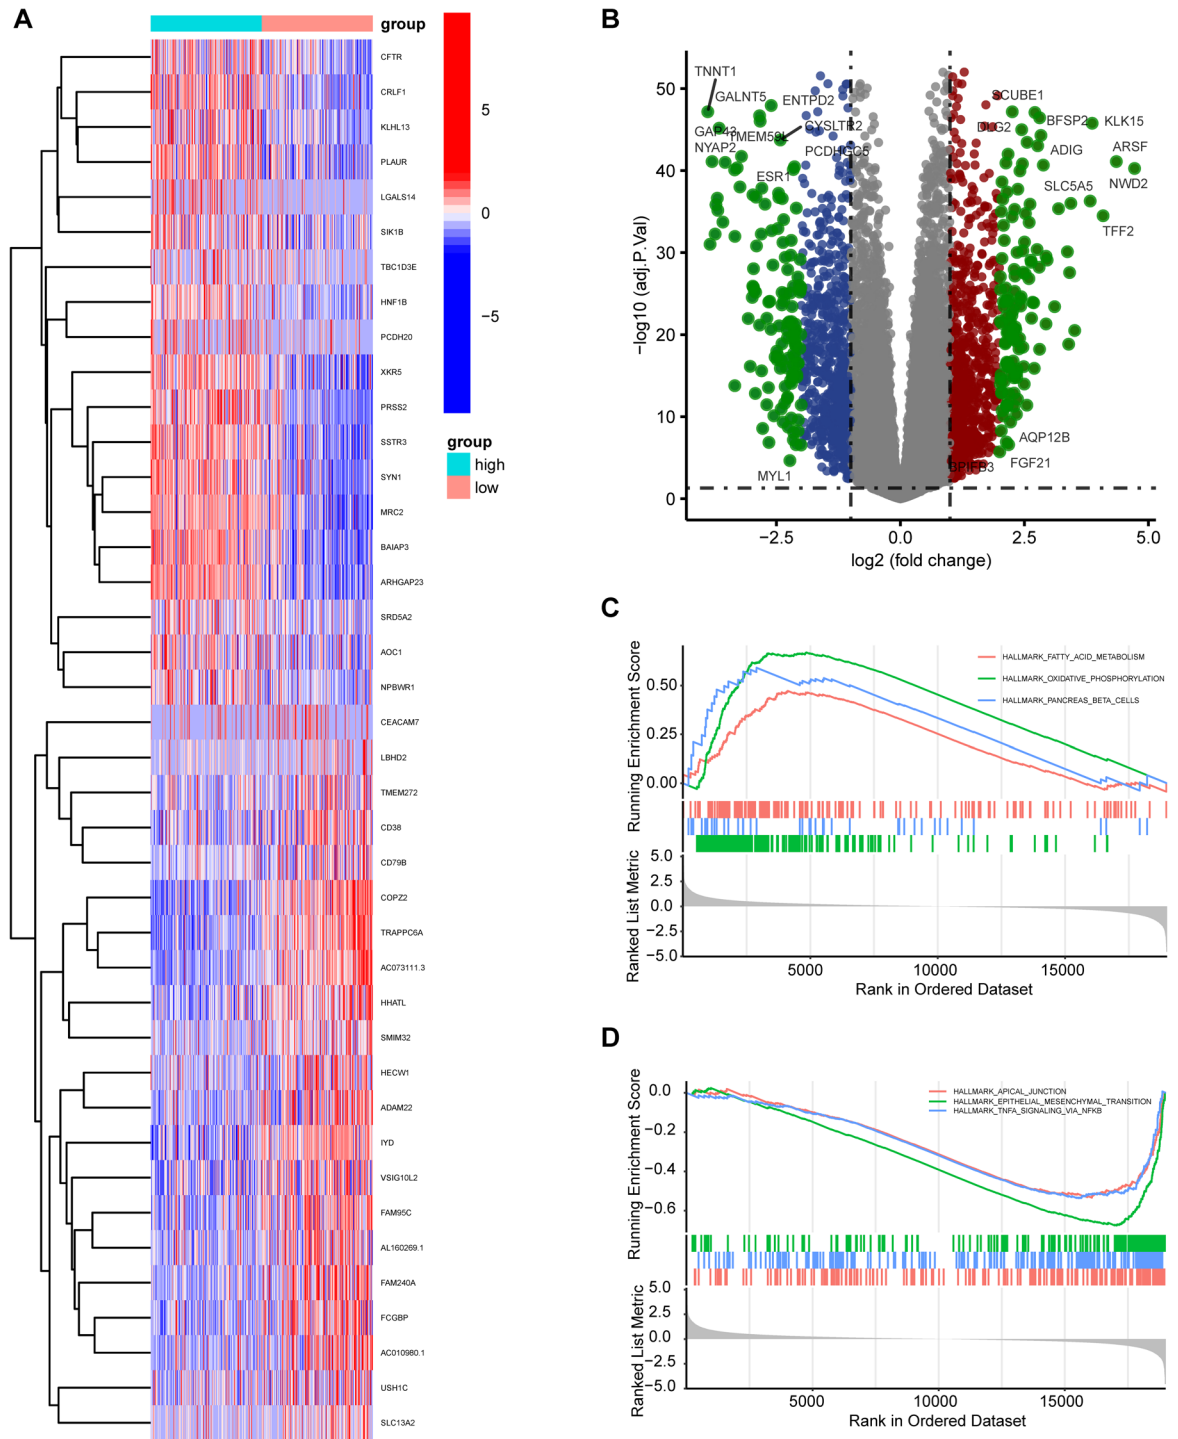 A
group
CFTR
CRLF1
KLHL13
PLAUR
LGALS14
SIK1B
TBC1D3E
HNF1B
PCDH20
XKR5
PRSS2
SSTR3
SYN1
MRC2
BAIAP3
ARHGAP23
SRD5A2
AOC1
NPBWR1
CEACAM7
LBHD2
TMEM272
CD38
CD79B
COPZ2
TRAPPC6A
AC073111.3
HHATL
SMIM32
HECW1
ADAM22
IYD
VSIG10L2
FAM95C
AL160269.1
FAM240A
FCGBP
AC010980.1
USH1C
SLC13A2
5
0
−5
group
high
low
B
−log10 (adj.P.Val)
50
40
30
20
10
0
TNNT1
GALNT5
ENTPD2
GAP43
TMEM59L
CYSLTR2
NYAP2
PCDHGC5
ESR1
MYL1
SCUBE1
DLG2
BFSP2
KLK15
ADIG
ARSF
SLC5A5
NWD2
TFF2
AQP12B
BPIFB3
FGF21
−2.5
0.0
2.5
5.0
log2 (fold change)
C
Running Enrichment Score
0.50
0.25
0.00
HALLMARK_FATTY_ACID_METABOLISM
HALLMARK_OXIDATIVE_PHOSPHORYLATION
HALLMARK_PANCREAS_BETA_CELLS
Ranked List Metric
5.0
2.5
0.0
−2.5
−5.0
5000
10000
15000
Rank in Ordered Dataset
D
Running Enrichment Score
0.0
−0.2
−0.4
−0.6
HALLMARK_APICAL_JUNCTION
HALLMARK_EPITHELIAL_MESENCHYMAL_TRANSITION
HALLMARK_TNFA_SIGNALING_VIA_NFKB
Ranked List Metric
5.0
2.5
0.0
−2.5
−5.0
5000
10000
15000
Rank in Ordered Dataset